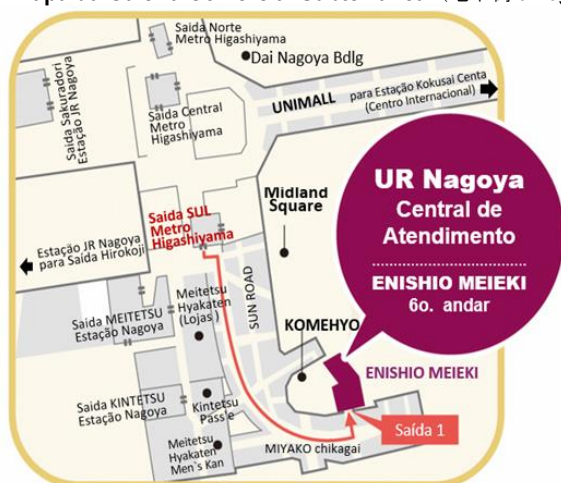 Saida Norte
Metro Higashiyama
Dai Nagoya Bdlg
Saida Sakuradori
Estação JR Nagoya
Saida Central
Metro
Higashiyama
UNIMALL
para Estação Kokusai Centa
(Centro Internacional)
UR Nagoya
Central de
Atendimento
ENISHIO MEIEKI
6o. andar
Midland
Square
Saida SUL
Metro
Higashiyama
Estação JR Nagoya
para Saida Hirokoji
SUN ROAD
Meitetsu
Hyakaten
(Lojas)
Saida MEITETSU
Estação Nagoya
KOMEHYO
ENISHIO MEIEKI
Saida KINTETSU
Estação Nagoya
Kintetsu
Pass'e
Saída 1
Meitetsu
Hyakaten
Men's Kan
MIYAKO chikagai